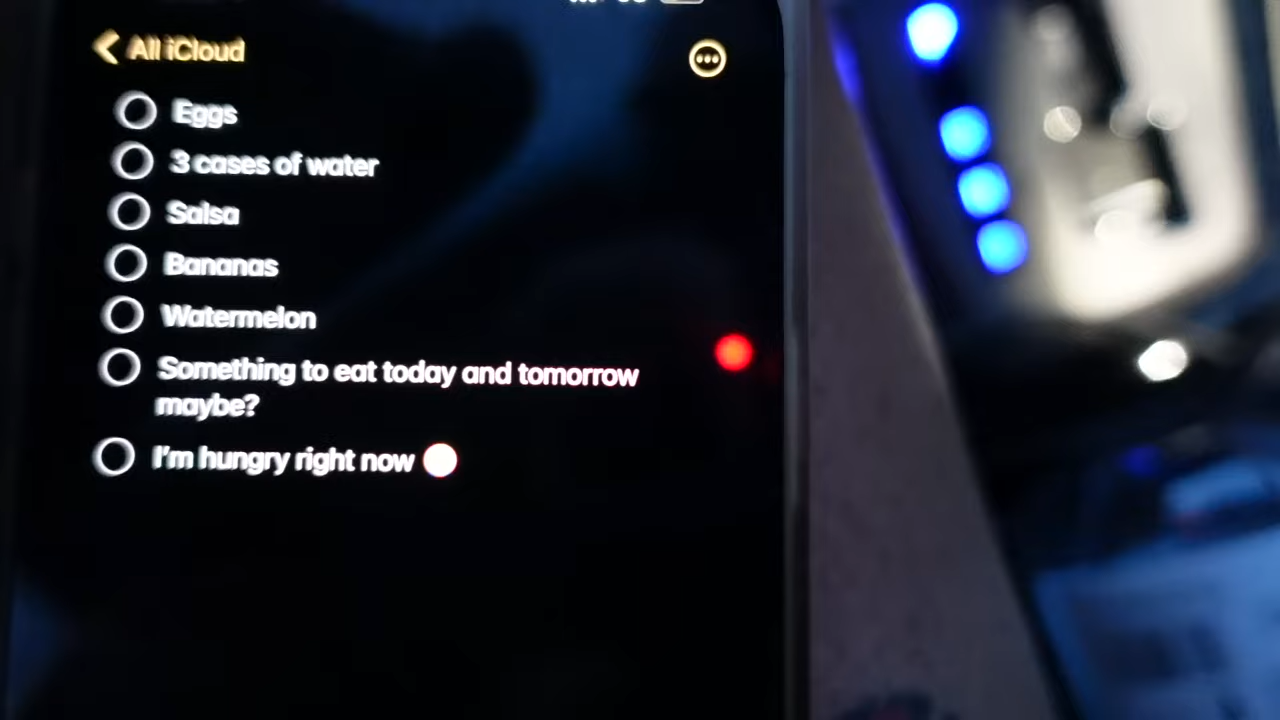 All iCloud
Eggs
3 cases of water
Salsa
Bananas
Watermelon
Something to eat today and tomorrow
maybe?
I'm hungry right now